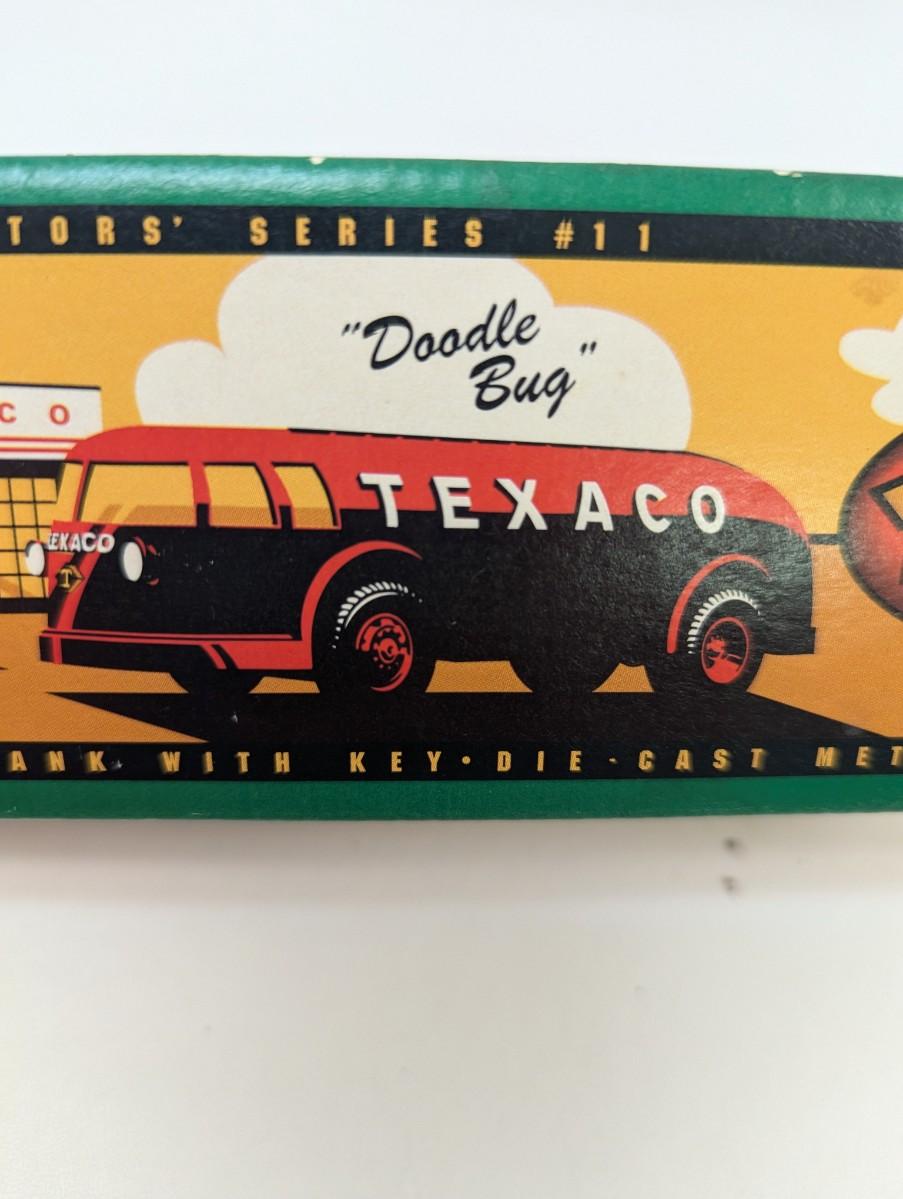 TORS' SERIES #11
"Doodle
Bug"
CO
TEXACO
EXACO
T
ANK WITH KEY•DIE-CAST MET